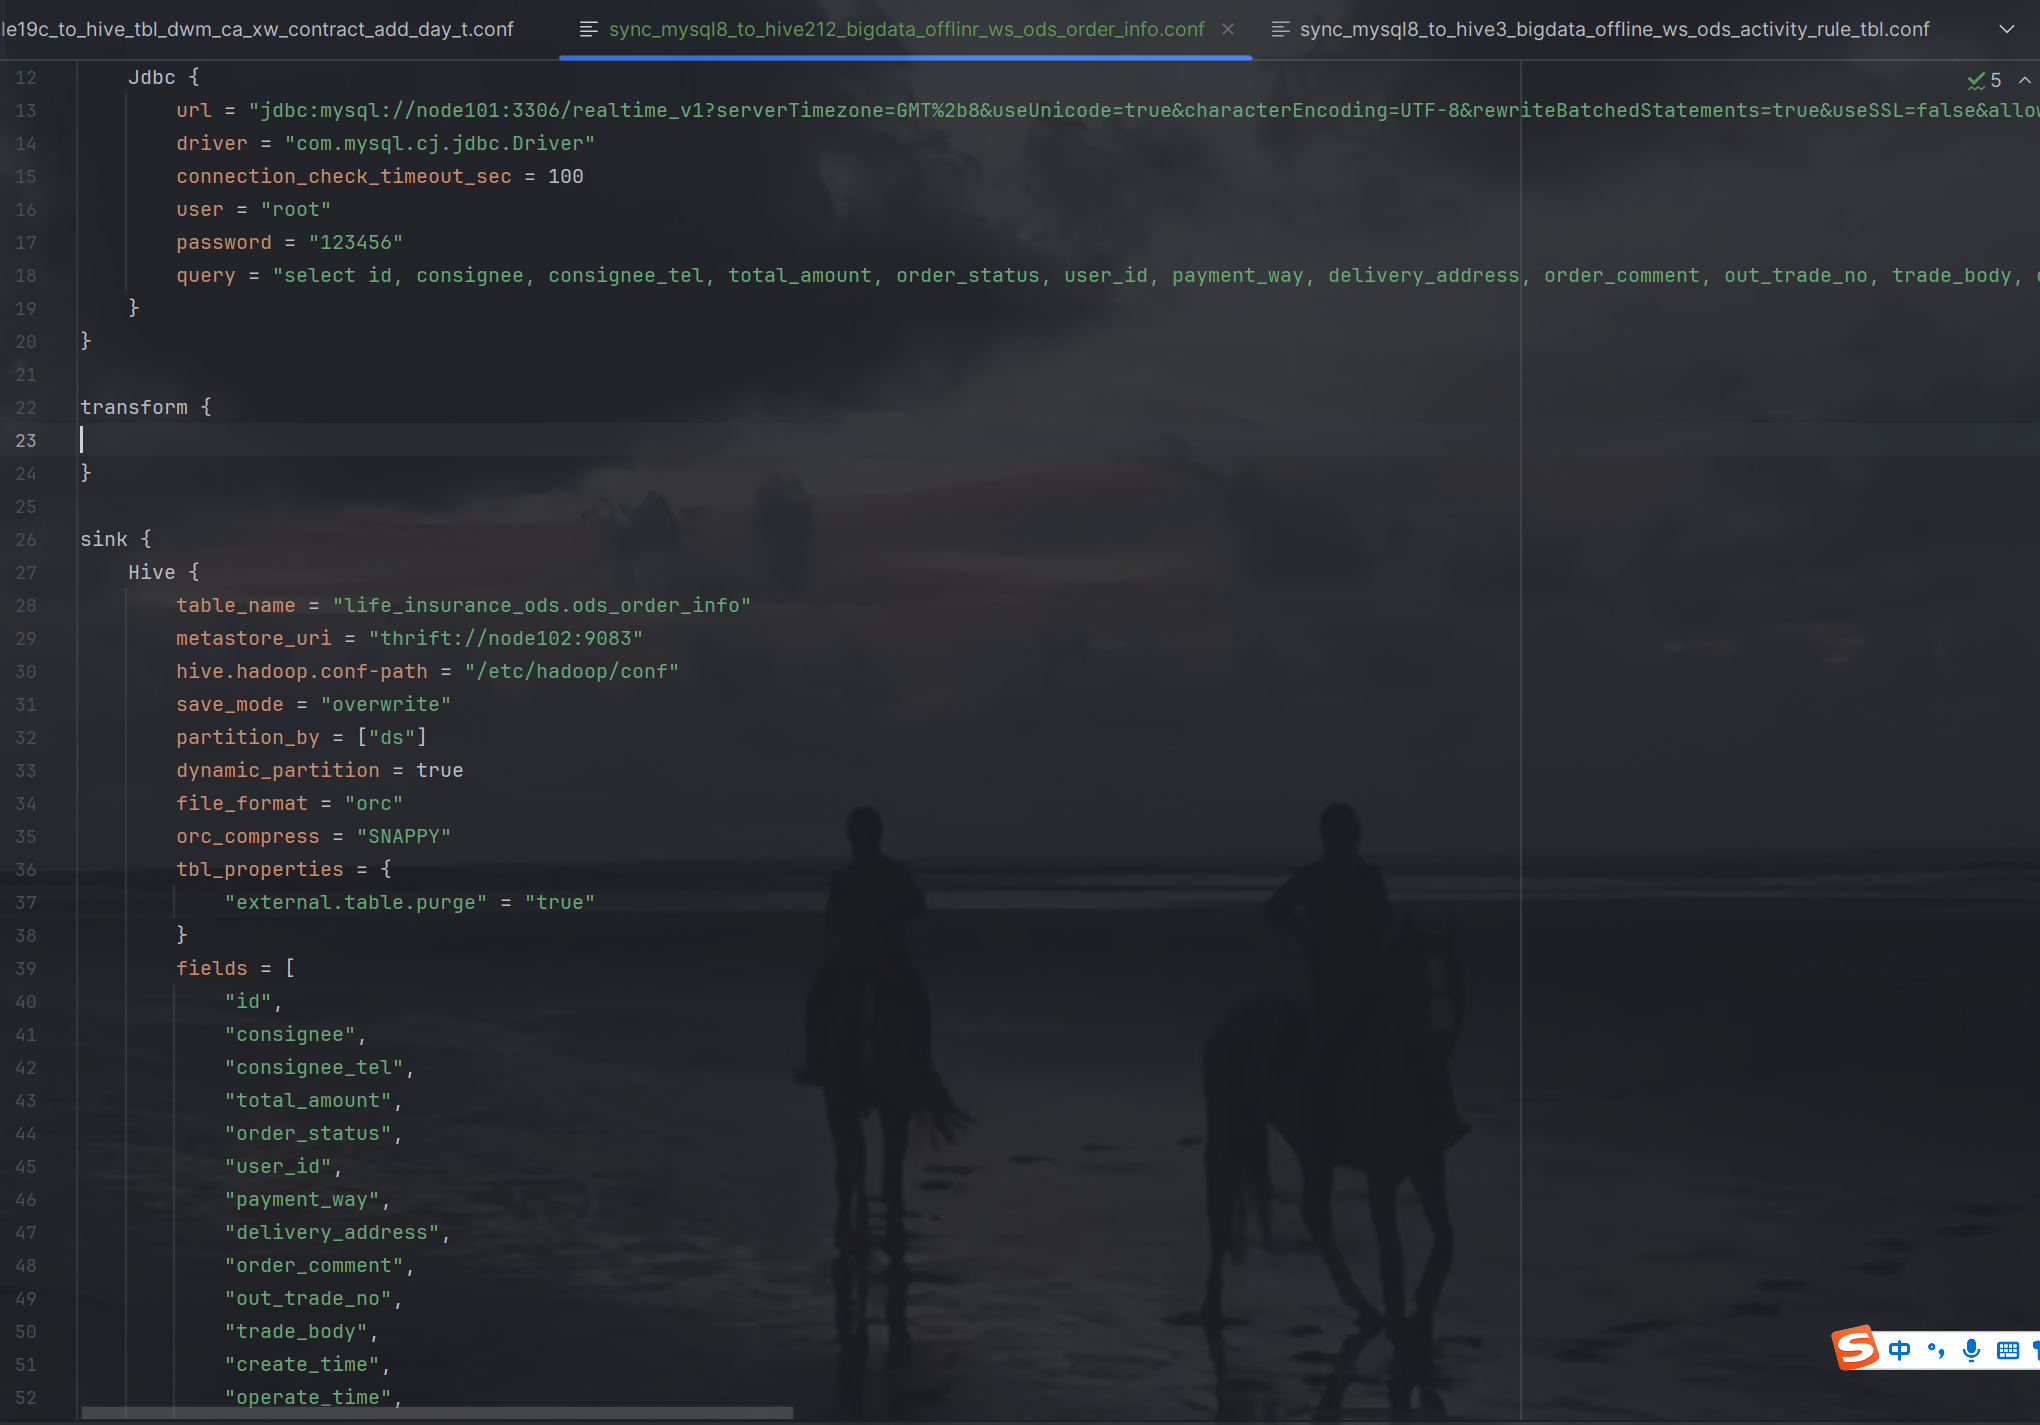 le19c_to_hive_tbl_dwm_ca_xw_contract_add_day_t.conf sync_mysql8_to_hive212_bigdata_offlinr_ws_ods_order_info.conf sync_mysql8_to_hive3_bigdata_offline_ws_ods_activity_rule_tbl.conf
5
12 Jdbc {
13 url = "jdbc:mysql://node101:3306/realtime_v1?serverTimezone=GMT%2b8&useUnicode=true&characterEncoding=UTF-8&rewriteBatchedStatements=true&useSSL=false&allow
14 driver = "com.mysql.cj.jdbc.Driver"
15 connection_check_timeout_sec = 100
16 user = "root"
17 password = "123456"
18 query = "select id, consignee, consignee_tel, total_amount, order_status, user_id, payment_way, delivery_address, order_comment, out_trade_no, trade_body,
19 }
20 }
21
22 transform {
23
24 }
25
26 sink {
27 Hive {
28 table_name = "life_insurance_ods.ods_order_info"
29 metastore_uri = "thrift://node102:9083"
30 hive.hadoop.conf-path = "/etc/hadoop/conf"
31 save_mode = "overwrite"
32 partition_by = ["ds"]
33 dynamic_partition = true
34 file_format = "orc"
35 orc_compress = "SNAPPY"
36 tbl_properties = {
37 "external.table.purge" = "true"
38 }
39 fields = [
40 "id",
41 "consignee",
42 "consignee_tel",
43 "total_amount",
44 "order_status",
45 "user_id",
46 "payment_way",
47 "delivery_address",
48 "order_comment",
49 "out_trade_no",
50 "trade_body",
51 "create_time",
52 "operate_time",
中